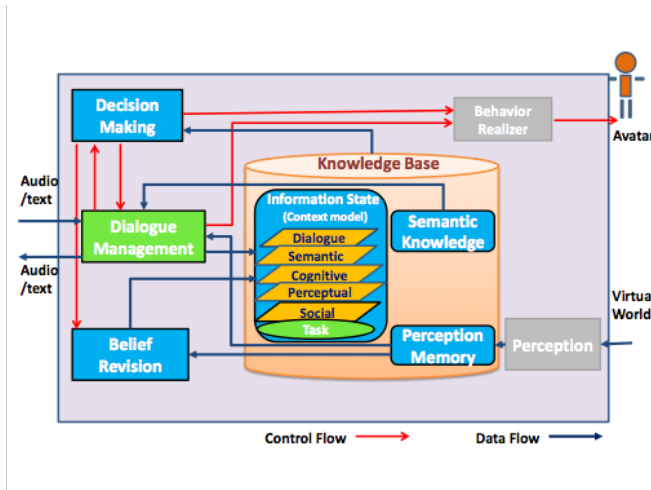 Decision
Making
Behavior
Realizer
Avatar
Knowledge Base
Audio
/text
Information State
(Context model)
Semantic
Knowledge
Dialogue
Management
Dialogue
Semantic
Cognitive
Perceptual
Social
Task
Audio
/text
Virtual
World
Belief
Revision
Perception
Memory
Perception
Control Flow
Data Flow